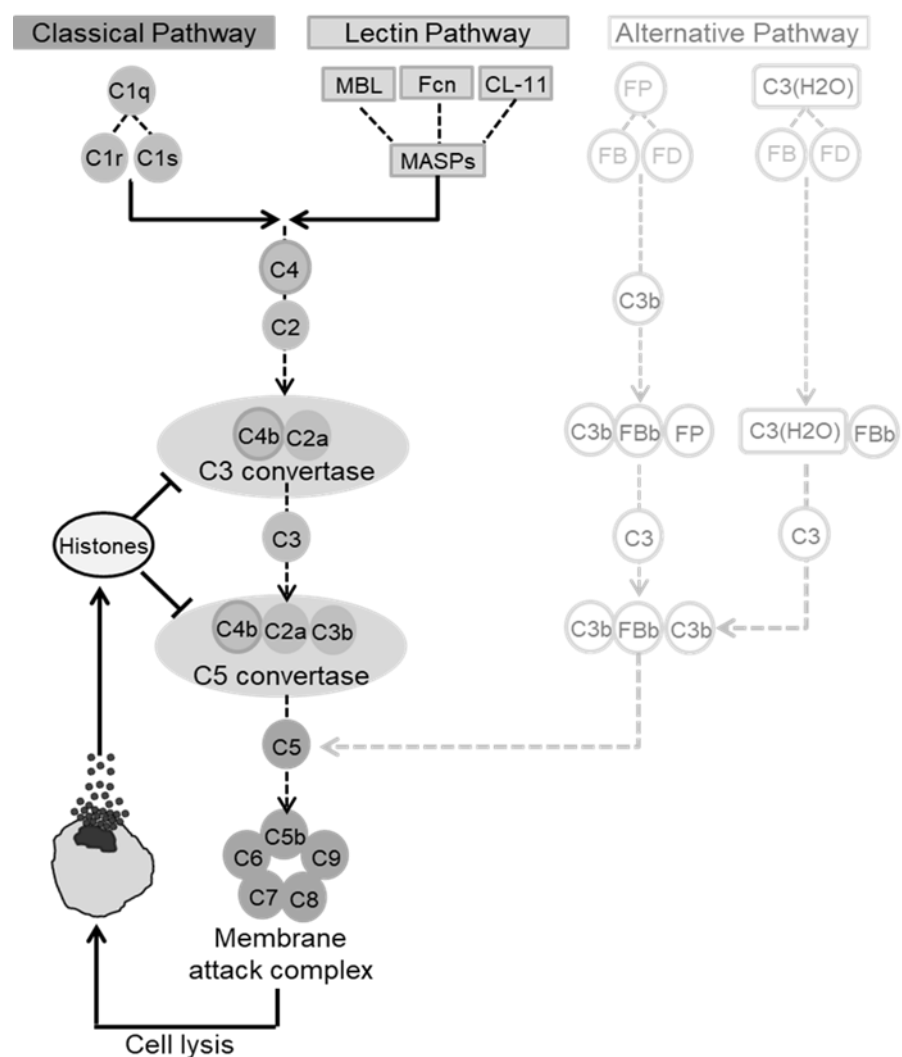 Classical Pathway
Lectin Pathway
Alternative Pathway
C1q
C1r
C1s
MBL
Fcn
CL-11
MASPs
FP
FB
FD
C3(H2O)
FB
FD
C4
C2
C3b
C4b
C2a
C3 convertase
C3b
FBb
FP
C3(H2O)
FBb
Histones
C3
C3
C3
C4b
C2a
C3b
C5 convertase
C3b
FBb
C3b
C5
C5b
C6
C9
C7
C8
Membrane
attack complex
Cell lysis